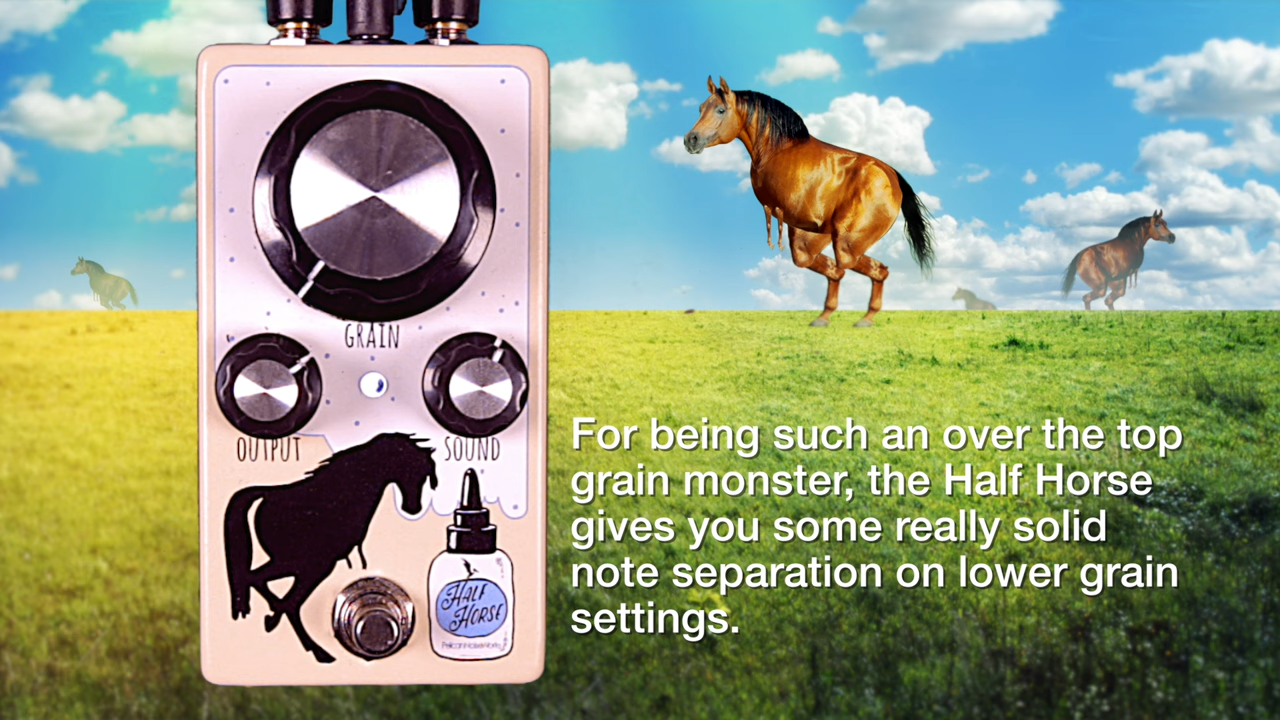 GRAIN
OUTPUT
SOUND
HALF
HORSE
PelicanNoiseWorks
For being such an over the top
grain monster, the Half Horse
gives you some really solid
note separation on lower grain
settings.